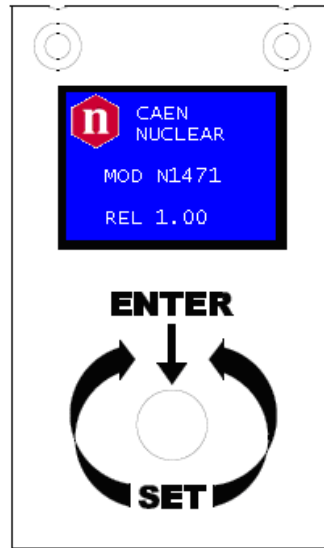 n
CAEN
NUCLEAR
MOD N1471
REL 1.00
ENTER
SET